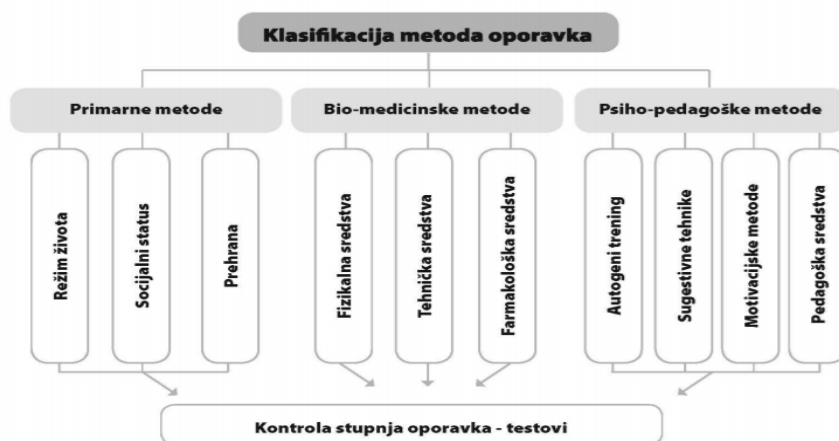 Klasifikacija metoda oporavka
Primarne metode
Bio-medicinske metode
Psiho-pedagoške metode
Režim života
Socijalni status
Prehrana
Fizikalna sredstva
Tehnička sredstva
Farmakološka sredstva
Autogeni trening
Sugestivne tehnike
Motivacijske metode
Pedagoška sredstva
Kontrola stupnja oporavka - testovi